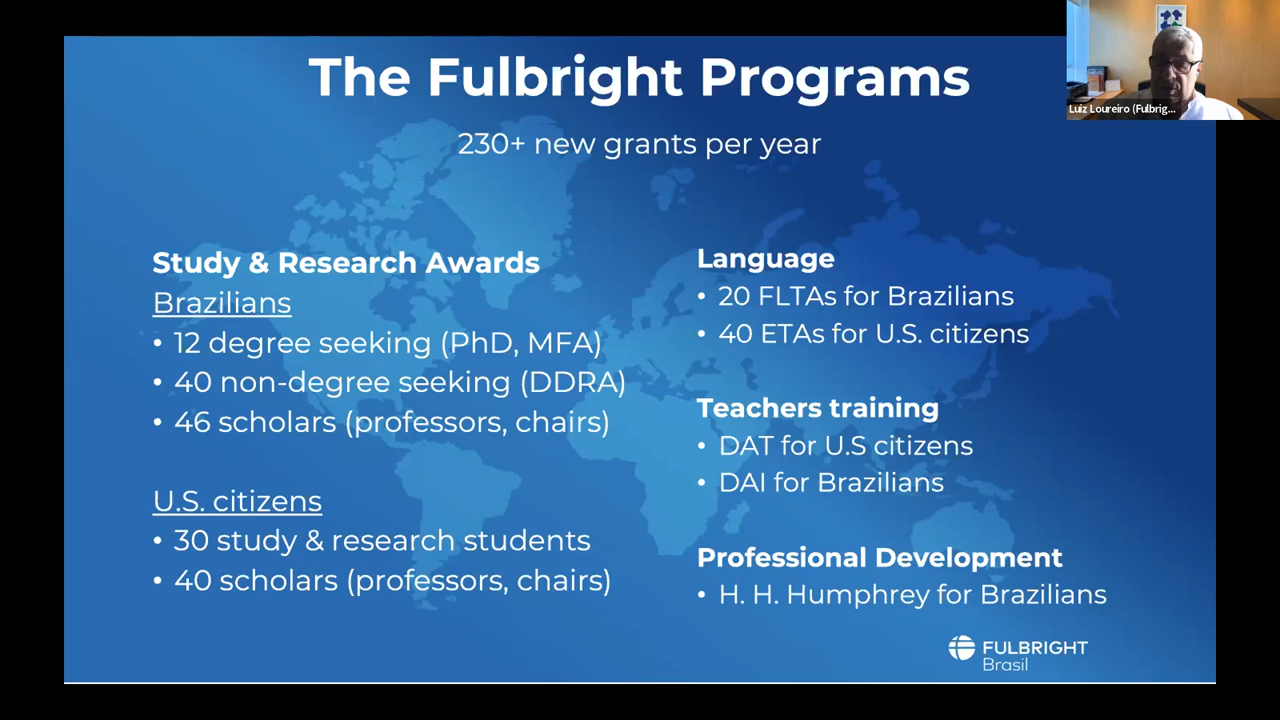 The Fulbright Programs
230+ new grants per year
Luiz Loureiro (Fulbrig...
Study & Research Awards
Brazilians
• 12 degree seeking (PhD, MFA)
• 40 non-degree seeking (DDRA)
• 46 scholars (professors, chairs)
U.S. citizens
• 30 study & research students
• 40 scholars (professors, chairs)
Language
• 20 FLTAs for Brazilians
• 40 ETAs for U.S. citizens
Teachers training
• DAT for U.S citizens
• DAI for Brazilians
Professional Development
• H. H. Humphrey for Brazilians
FULBRIGHT
Brasil